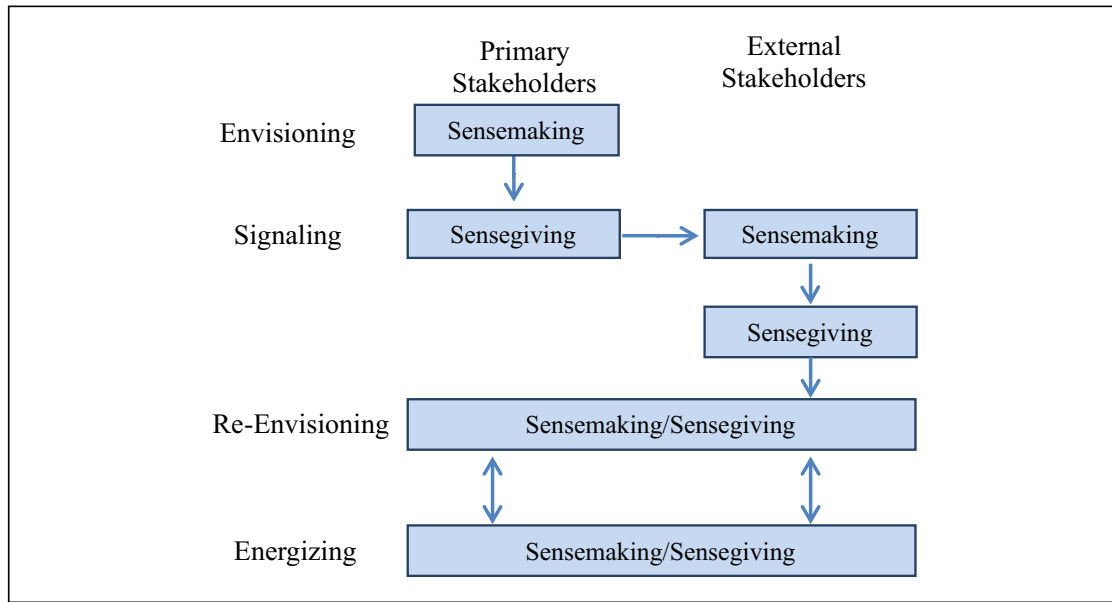 Primary
Stakeholders
External
Stakeholders
Envisioning
Sensemaking
Signaling
Sensegiving
Sensemaking
Sensegiving
Re-Envisioning
Sensemaking/Sensegiving
Energizing
Sensemaking/Sensegiving